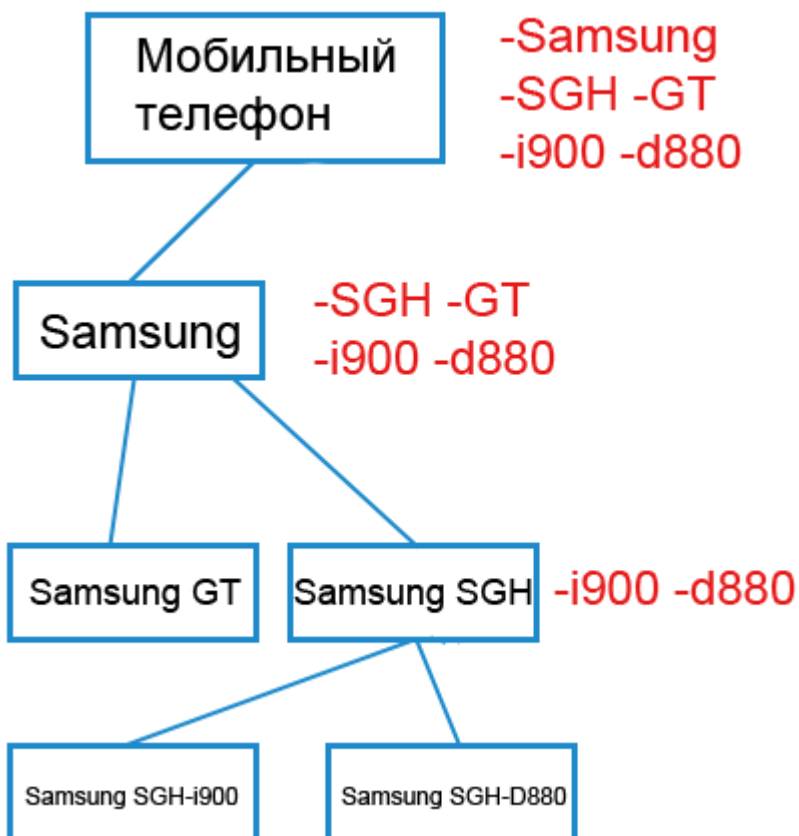 Мобильный
телефон
-Samsung
-SGH -GT
-i900 -d880
Samsung
-SGH -GT
-i900 -d880
Samsung GT
Samsung SGH
-i900 -d880
Samsung SGH-i900
Samsung SGH-D880